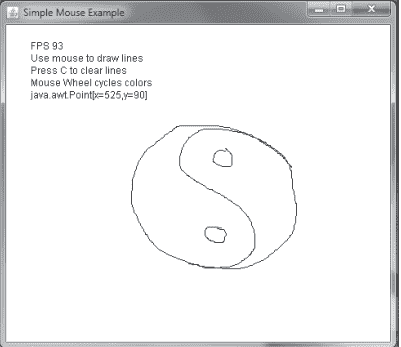 Simple Mouse Example
FPS 93
Use mouse to draw lines
Press C to clear lines
Mouse Wheel cycles colors
java.awt.Point[x=525,y=90]